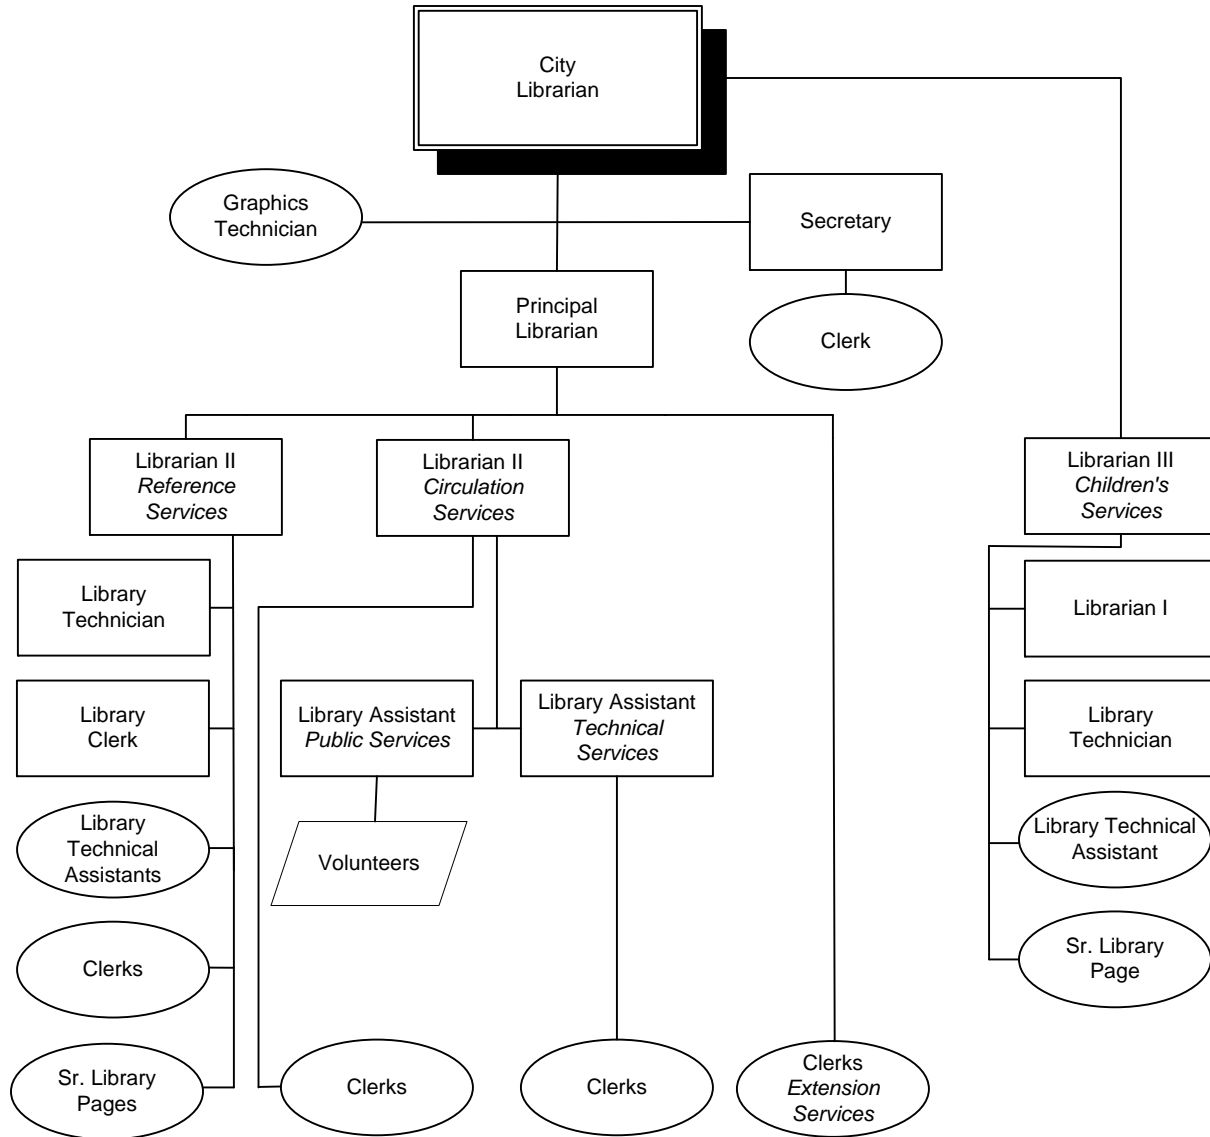 City
Librarian
Graphics
Technician
Secretary
Principal
Librarian
Clerk
Librarian II
Reference
Services
Librarian II
Circulation
Services
Librarian III
Children's
Services
Library
Technician
Librarian I
Library
Clerk
Library Assistant
Public Services
Library Assistant
Technical
Services
Library
Technician
Library
Technical
Assistants
Volunteers
Library Technical
Assistant
Clerks
Sr. Library
Page
Sr. Library
Pages
Clerks
Clerks
Clerks
Extension
Services